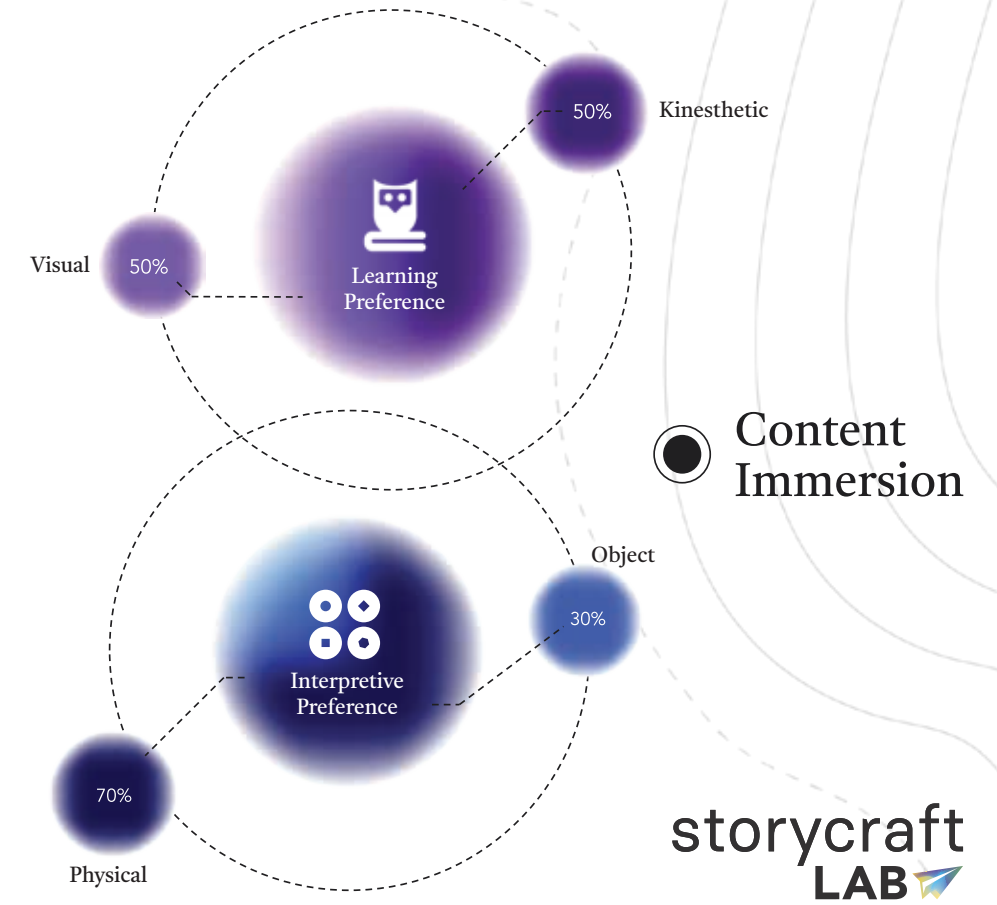 50%
Kinesthetic
Visual
50%
Learning
Preference
Content
Immersion
Object
30%
Interpretive
Preference
70%
Physical
storycraft
LAB